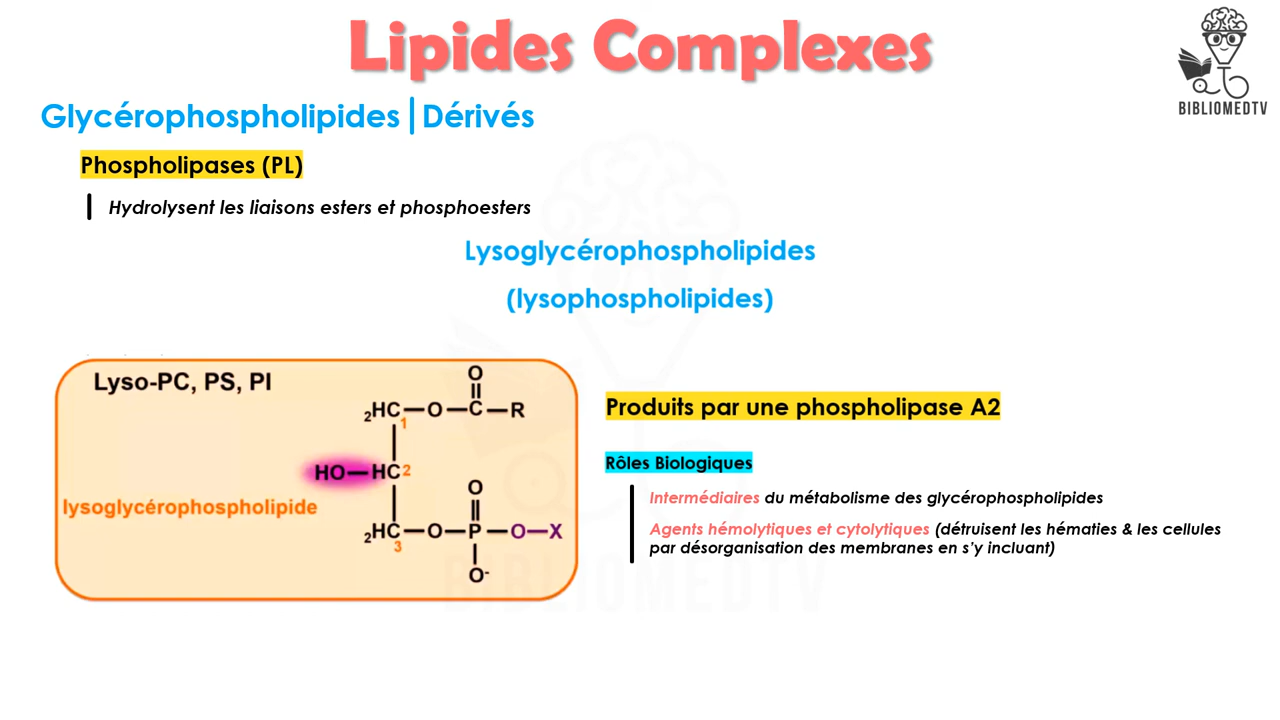 Lipides Complexes
BIBLIOMEDTV
Glycérophospholipides | Dérivés
Phospholipases (PL)
Hydrolysent les liaisons esters et phosphoesters
Lysoglycérophospholipides
(lysophospholipides)
Lyso-PC, PS, PI
O
₂HC—O—C—R
1
HO—HC2
O
lysoglycérophospholipide
₂HC—O—P—O—X
3
O-
Produits par une phospholipase A2
Rôles Biologiques
Intermédiaires du métabolisme des glycérophospholipides
Agents hémolytiques et cytolytiques (détruisent les hématies & les cellules
par désorganisation des membranes en s'y incluant)
BIBLIOMEDTV